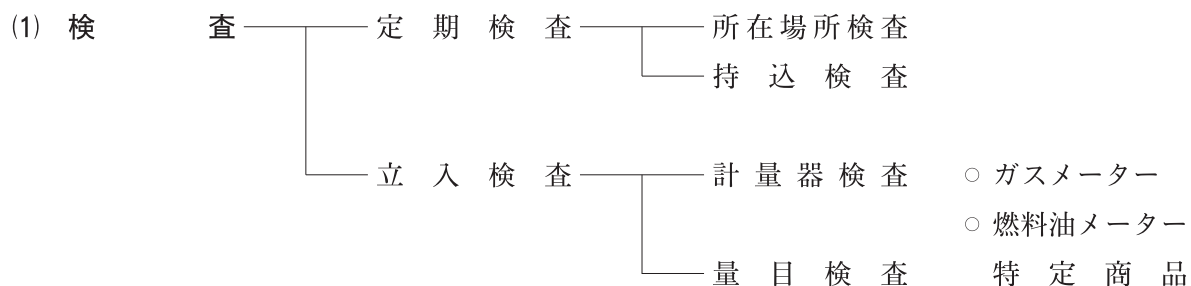 (1) 検査 定期検査 所在場所検査
持込検査
立入検査 計量器検査 ○ ガスメーター
○ 燃料油メーター
量目検査 特定商品